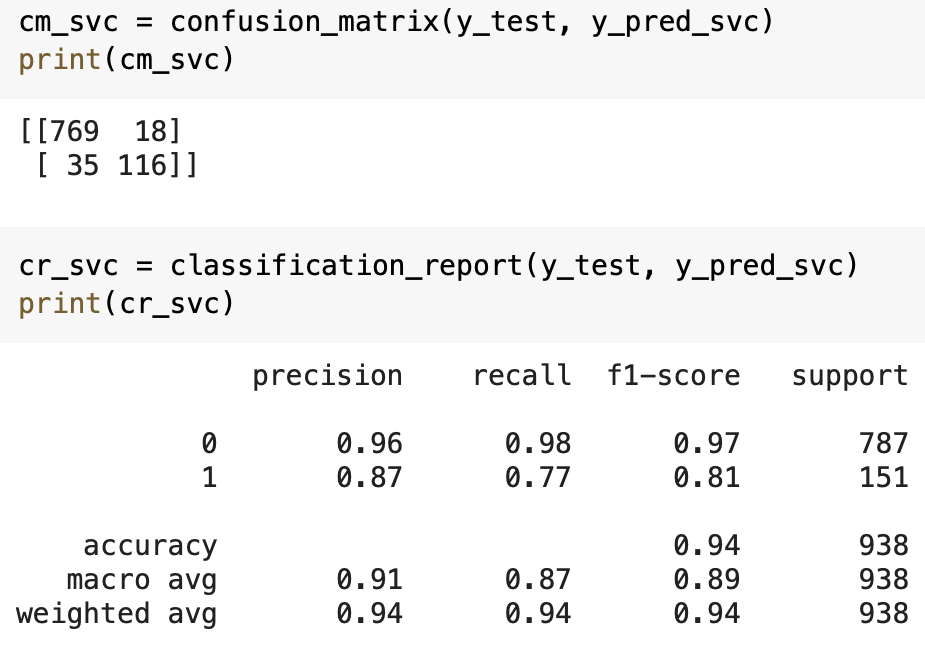 cm_svc = confusion_matrix(y_test, y_pred_svc)
print(cm_svc)
[[769  18]
 [ 35 116]]
cr_svc = classification_report(y_test, y_pred_svc)
print(cr_svc)
              precision    recall  f1-score   support
           0       0.96      0.98      0.97       787
           1       0.87      0.77      0.81       151
    accuracy                           0.94       938
   macro avg       0.91      0.87      0.89       938
weighted avg       0.94      0.94      0.94       938